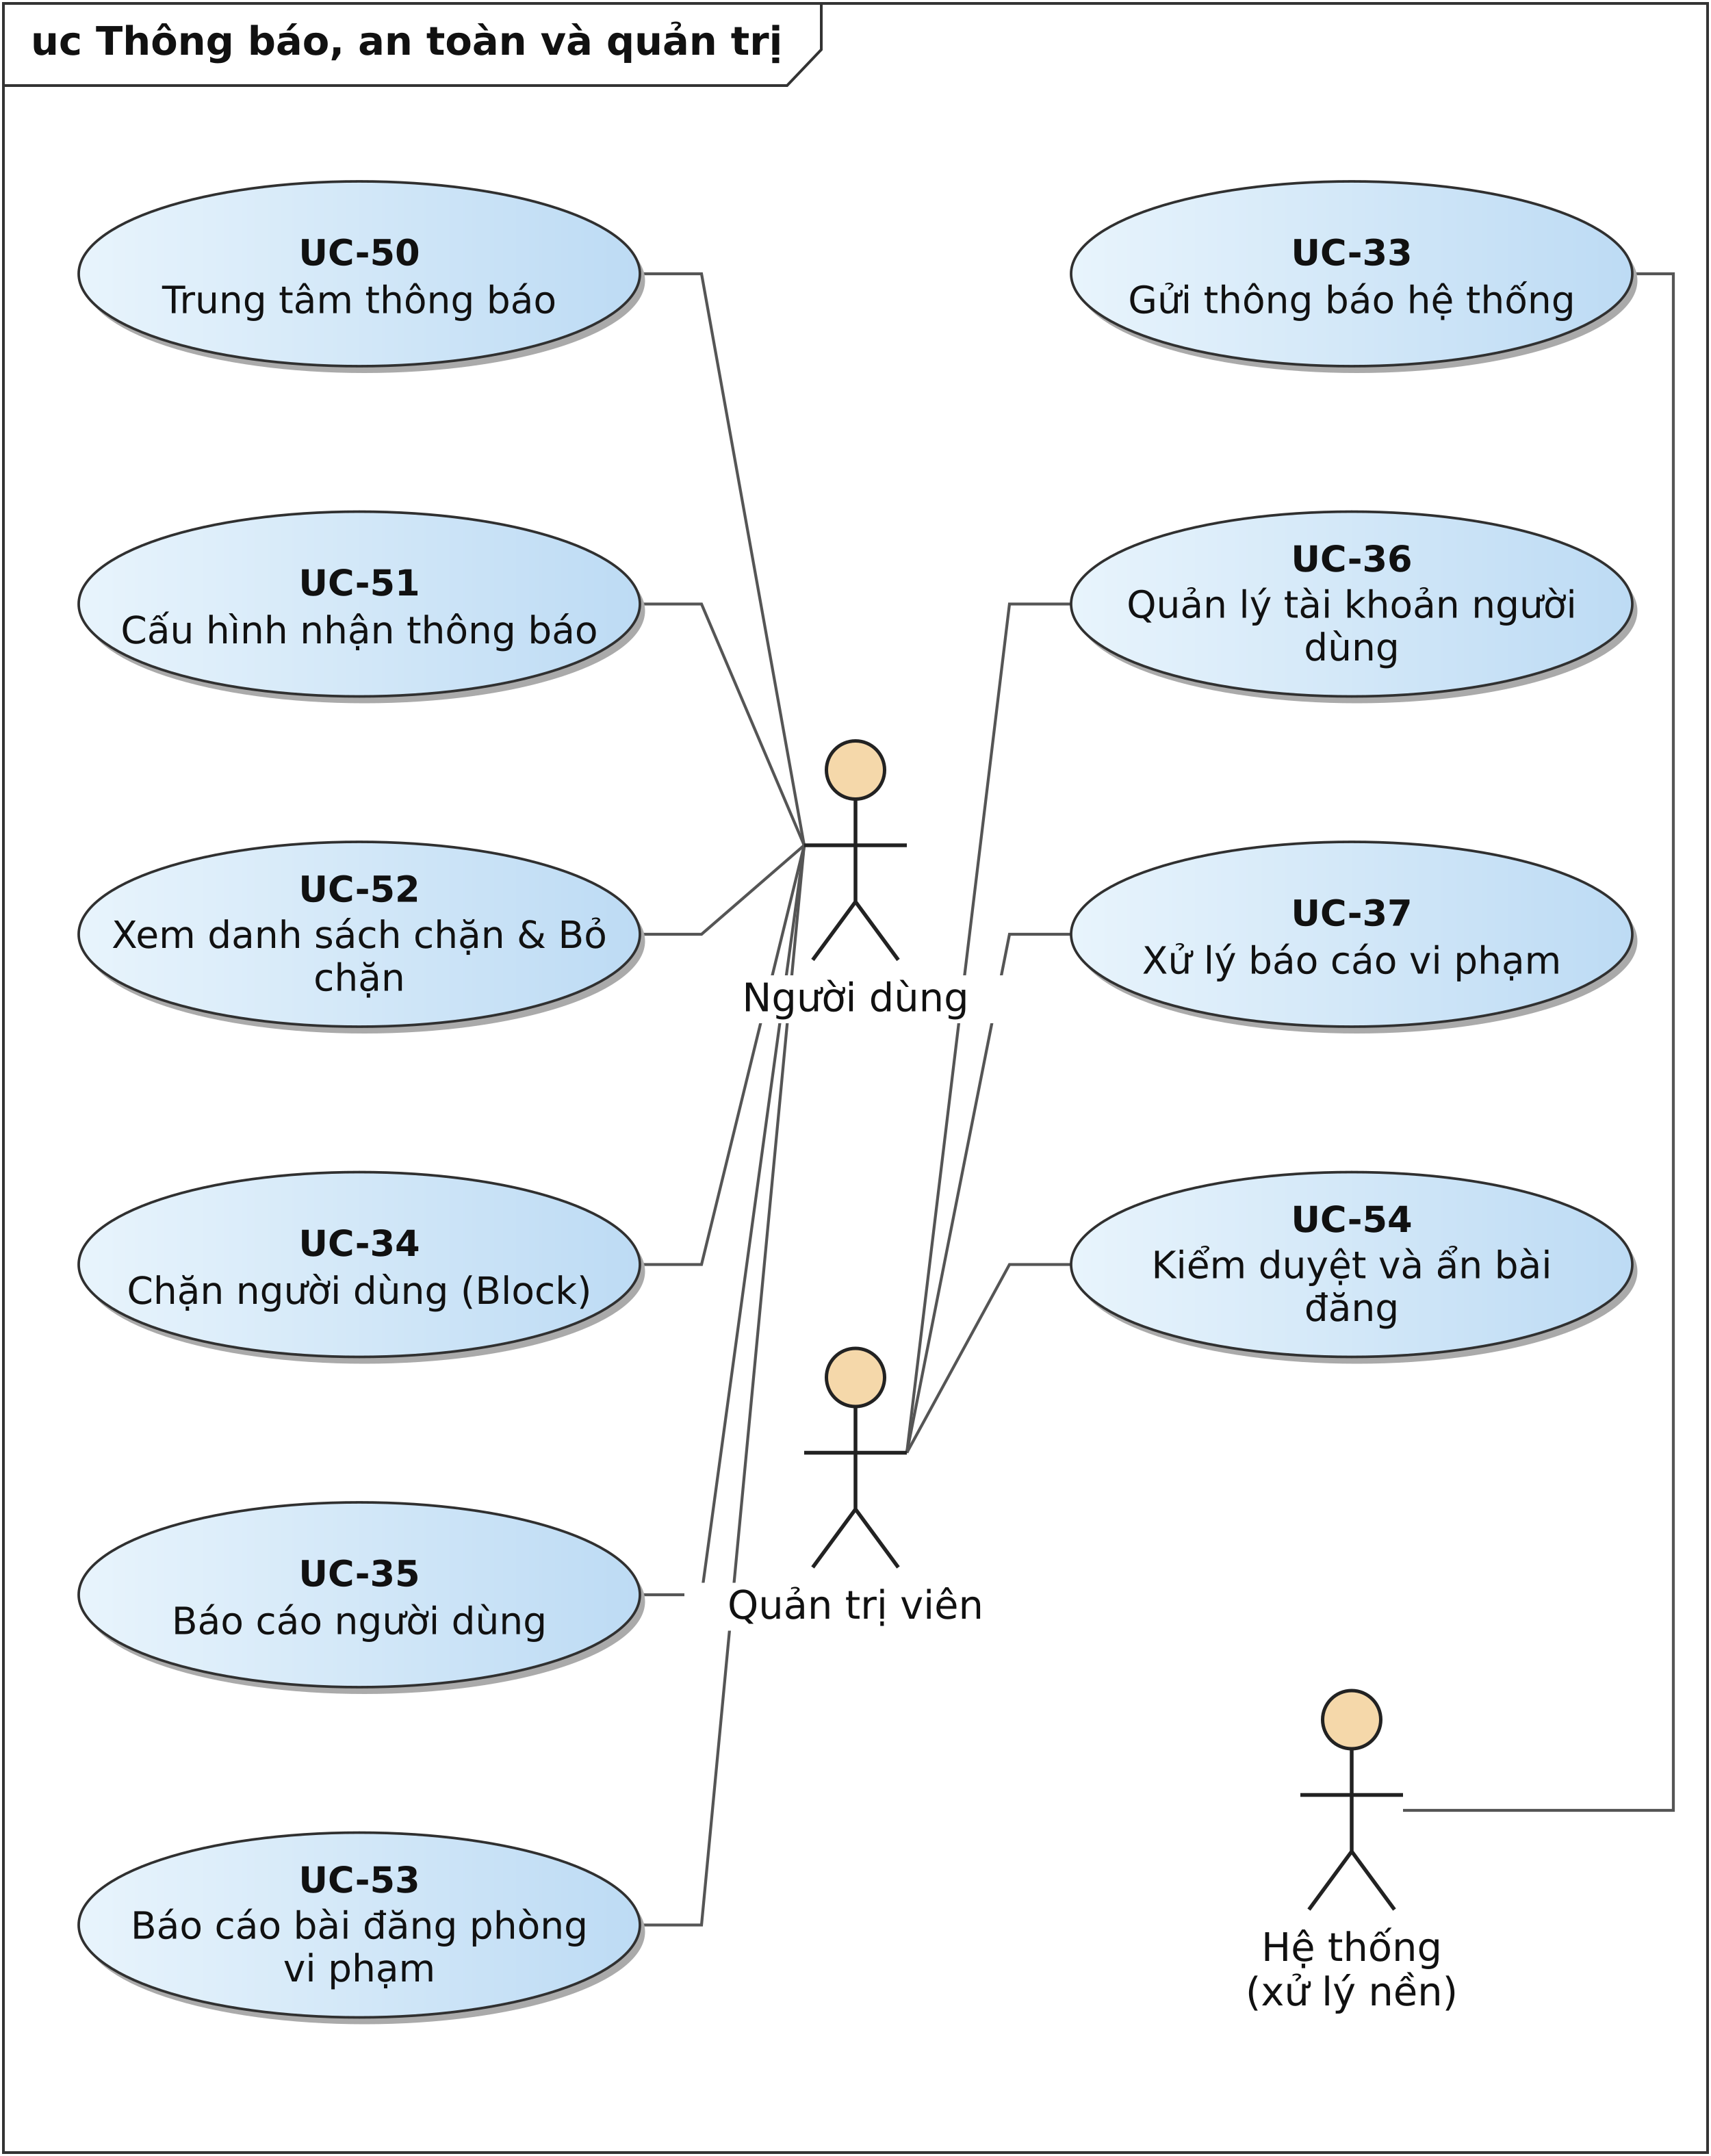 uc Thông báo, an toàn và quản trị
UC-50
Trung tâm thông báo
UC-51
Cấu hình nhận thông báo
UC-52
Xem danh sách chặn & Bỏ
chặn
UC-34
Chặn người dùng (Block)
UC-35
Báo cáo người dùng
UC-53
Báo cáo bài đăng phòng
vi phạm
Người dùng
Quản trị viên
UC-33
Gửi thông báo hệ thống
UC-36
Quản lý tài khoản người
dùng
UC-37
Xử lý báo cáo vi phạm
UC-54
Kiểm duyệt và ẩn bài
đăng
Hệ thống
(xử lý nền)